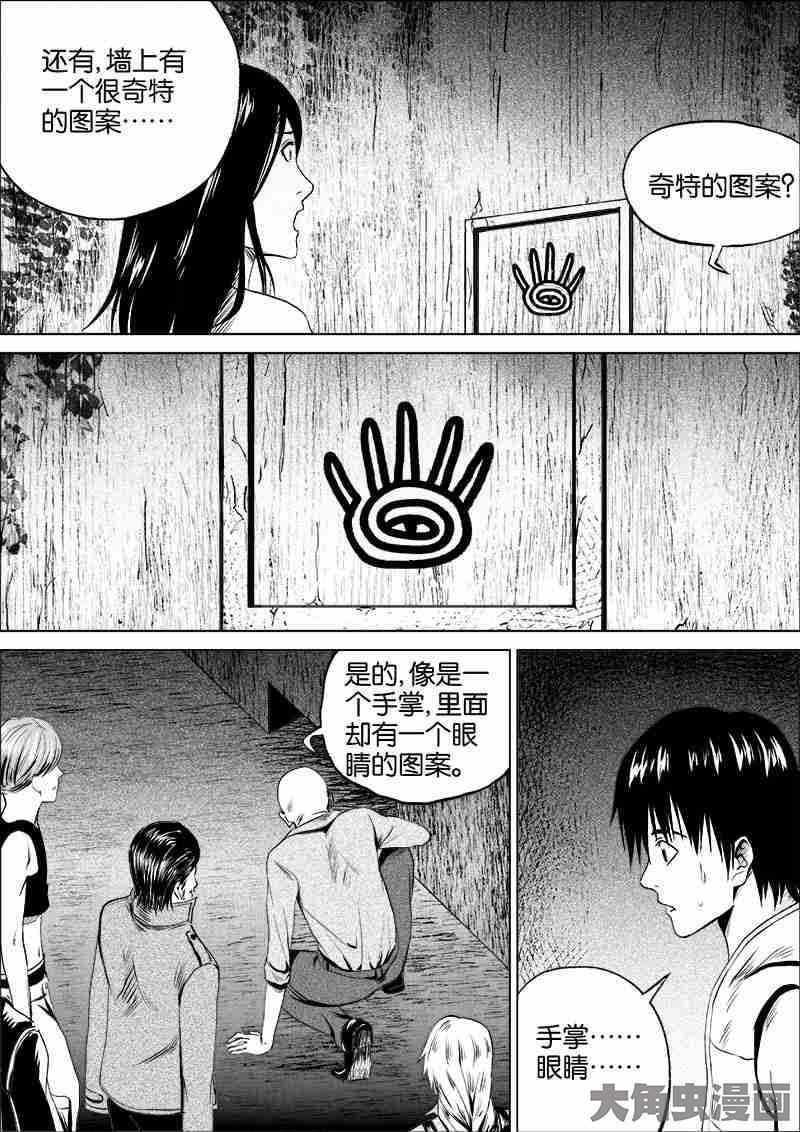 还有,墙上有
一个很奇特
的图案……
奇特的图案?
是的,像是一
个手掌,里面
却有一个眼
睛的图案。
手掌……
眼睛……
大角虫漫画